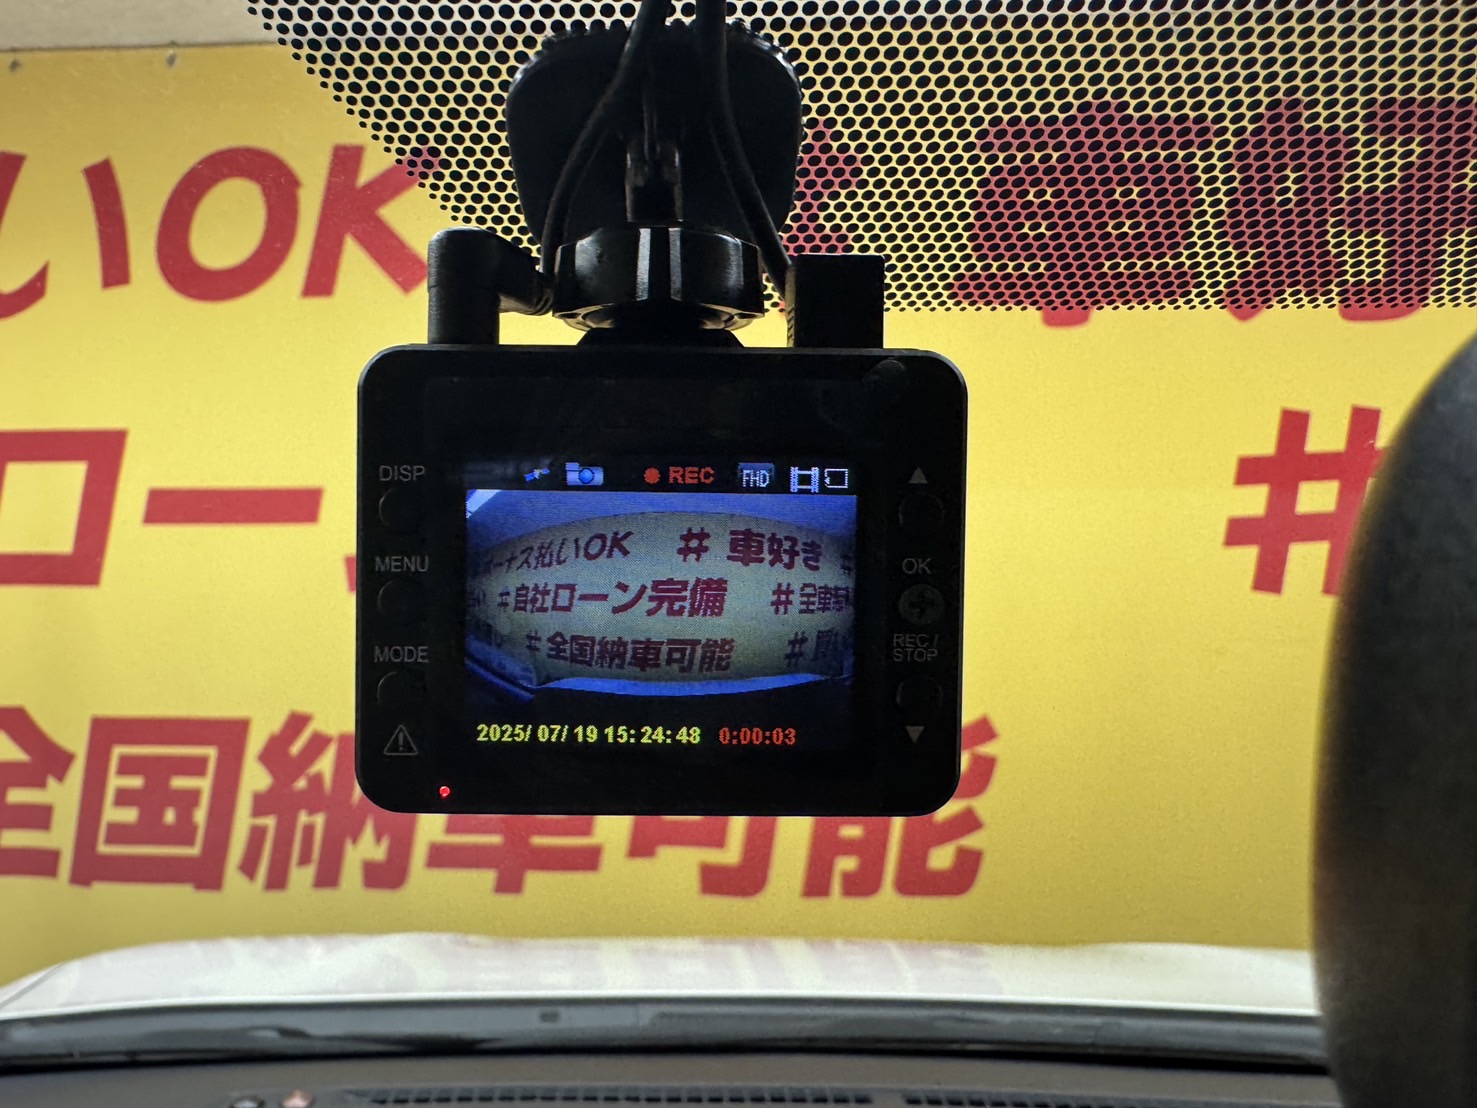 いOK
ロー
#
全国納車可能
DISP
MENU
MODE
OK
REC/
STOP
REC
FHD
ーナス払いOK # 車好き
#自社ローン完備 #全車
#全国納車可能 #
2025/07/19 15:24:48 0:00:03